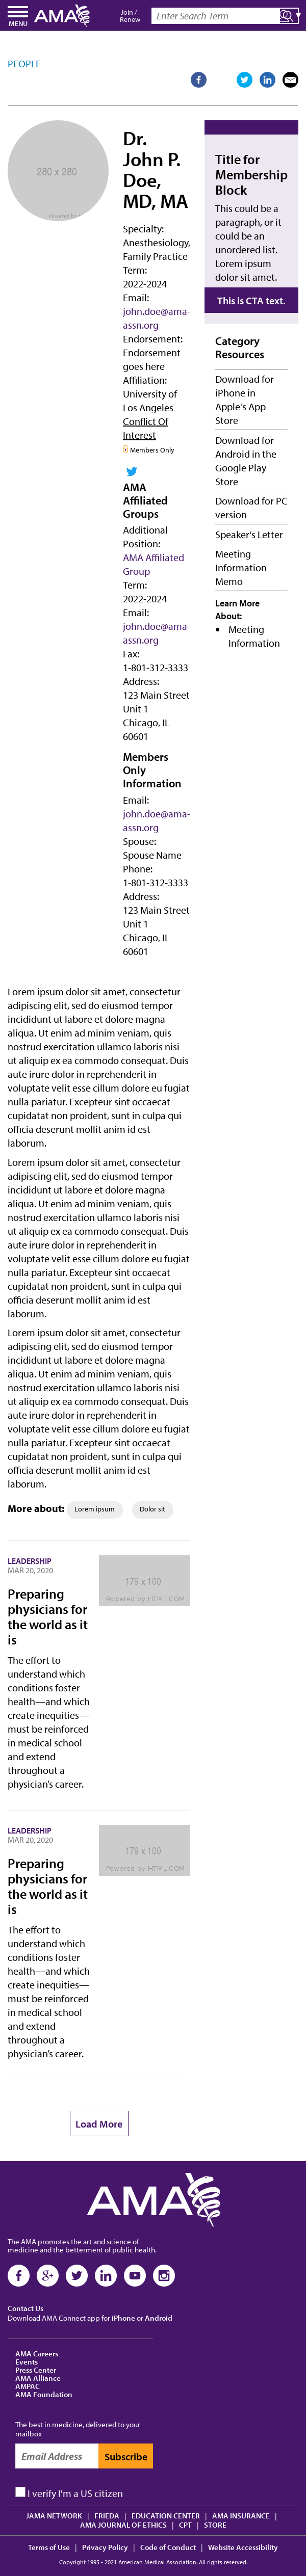 MENU
AMA
Join /
Renew
Enter Search Term
PEOPLE
280 x 280
Dr.
John P.
Doe,
MD, MA
Specialty:
Anesthesiology,
Family Practice
Term:
2022-2024
Email:
john.doe@ama-
assn.org
Endorsement:
Endorsement
goes here
Affiliation:
University of
Los Angeles
Conflict Of
Interest
Members Only
AMA
Affiliated
Groups
Additional
Position:
AMA Affiliated
Group
Term:
2022-2024
Email:
john.doe@ama-
assn.org
Fax:
1-801-312-3333
Address:
123 Main Street
Unit 1
Chicago, IL
60601
Members
Only
Information
Email:
john.doe@ama-
assn.org
Spouse:
Spouse Name
Phone:
1-801-312-3333
Address:
123 Main Street
Unit 1
Chicago, IL
60601
Title for
Membership
Block
This could be a
paragraph, or it
could be an
unordered list.
Lorem ipsum
dolor sit amet.
This is CTA text.
Category
Resources
Download for
iPhone in
Apple's App
Store
Download for
Android in the
Google Play
Store
Download for PC
version
Speaker's Letter
Meeting
Information
Memo
Learn More
About:
Meeting
Information
Lorem ipsum dolor sit amet, consectetur
adipiscing elit, sed do eiusmod tempor
incididunt ut labore et dolore magna
aliqua. Ut enim ad minim veniam, quis
nostrud exercitation ullamco laboris nisi
ut aliquip ex ea commodo consequat. Duis
aute irure dolor in reprehenderit in
voluptate velit esse cillum dolore eu fugiat
nulla pariatur. Excepteur sint occaecat
cupidatat non proident, sunt in culpa qui
officia deserunt mollit anim id est
laborum.
Lorem ipsum dolor sit amet, consectetur
adipiscing elit, sed do eiusmod tempor
incididunt ut labore et dolore magna
aliqua. Ut enim ad minim veniam, quis
nostrud exercitation ullamco laboris nisi
ut aliquip ex ea commodo consequat. Duis
aute irure dolor in reprehenderit in
voluptate velit esse cillum dolore eu fugiat
nulla pariatur. Excepteur sint occaecat
cupidatat non proident, sunt in culpa qui
officia deserunt mollit anim id est
laborum.
Lorem ipsum dolor sit amet, consectetur
adipiscing elit, sed do eiusmod tempor
incididunt ut labore et dolore magna
aliqua. Ut enim ad minim veniam, quis
nostrud exercitation ullamco laboris nisi
ut aliquip ex ea commodo consequat. Duis
aute irure dolor in reprehenderit in
voluptate velit esse cillum dolore eu fugiat
nulla pariatur. Excepteur sint occaecat
cupidatat non proident, sunt in culpa qui
officia deserunt mollit anim id est
laborum.
More about: Lorem ipsum Dolor sit
LEADERSHIP
MAR 20, 2020
Preparing
physicians for
the world as it
is
The effort to
understand which
conditions foster
health—and which
create inequities—
must be reinforced
in medical school
and extend
throughout a
physician's career.
179 x 100
Powered by HTML.COM
LEADERSHIP
MAR 20, 2020
Preparing
physicians for
the world as it
is
The effort to
understand which
conditions foster
health—and which
create inequities—
must be reinforced
in medical school
and extend
throughout a
physician's career.
179 x 100
Powered by HTML.COM
Load More
AMA
The AMA promotes the art and science of
medicine and the betterment of public health.
Contact Us
Download AMA Connect app for iPhone or Android
AMA Careers
Events
Press Center
AMA Alliance
AMPAC
AMA Foundation
The best in medicine, delivered to your
mailbox
Email Address Subscribe
I verify I'm a US citizen
JAMA NETWORK | FRIEDA | EDUCATION CENTER | AMA INSURANCE |
AMA JOURNAL OF ETHICS | CPT | STORE
Terms of Use | Privacy Policy | Code of Conduct | Website Accessibility
Copyright 1995 - 2021 American Medical Association. All rights reserved.